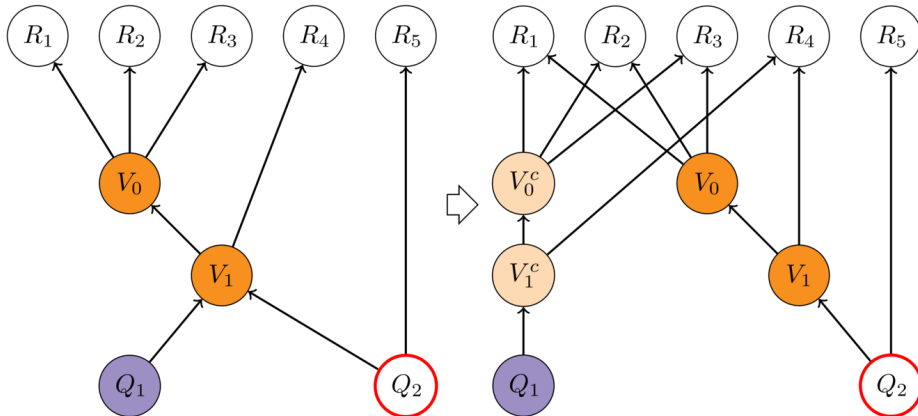 R₁ R₂ R₃ R₄ R₅ R₁ R₂ R₃ R₄ R₅
V₀ V₀ᶜ V₀
V₁ V₁ᶜ V₁
Q₁ Q₂ Q₁ Q₂